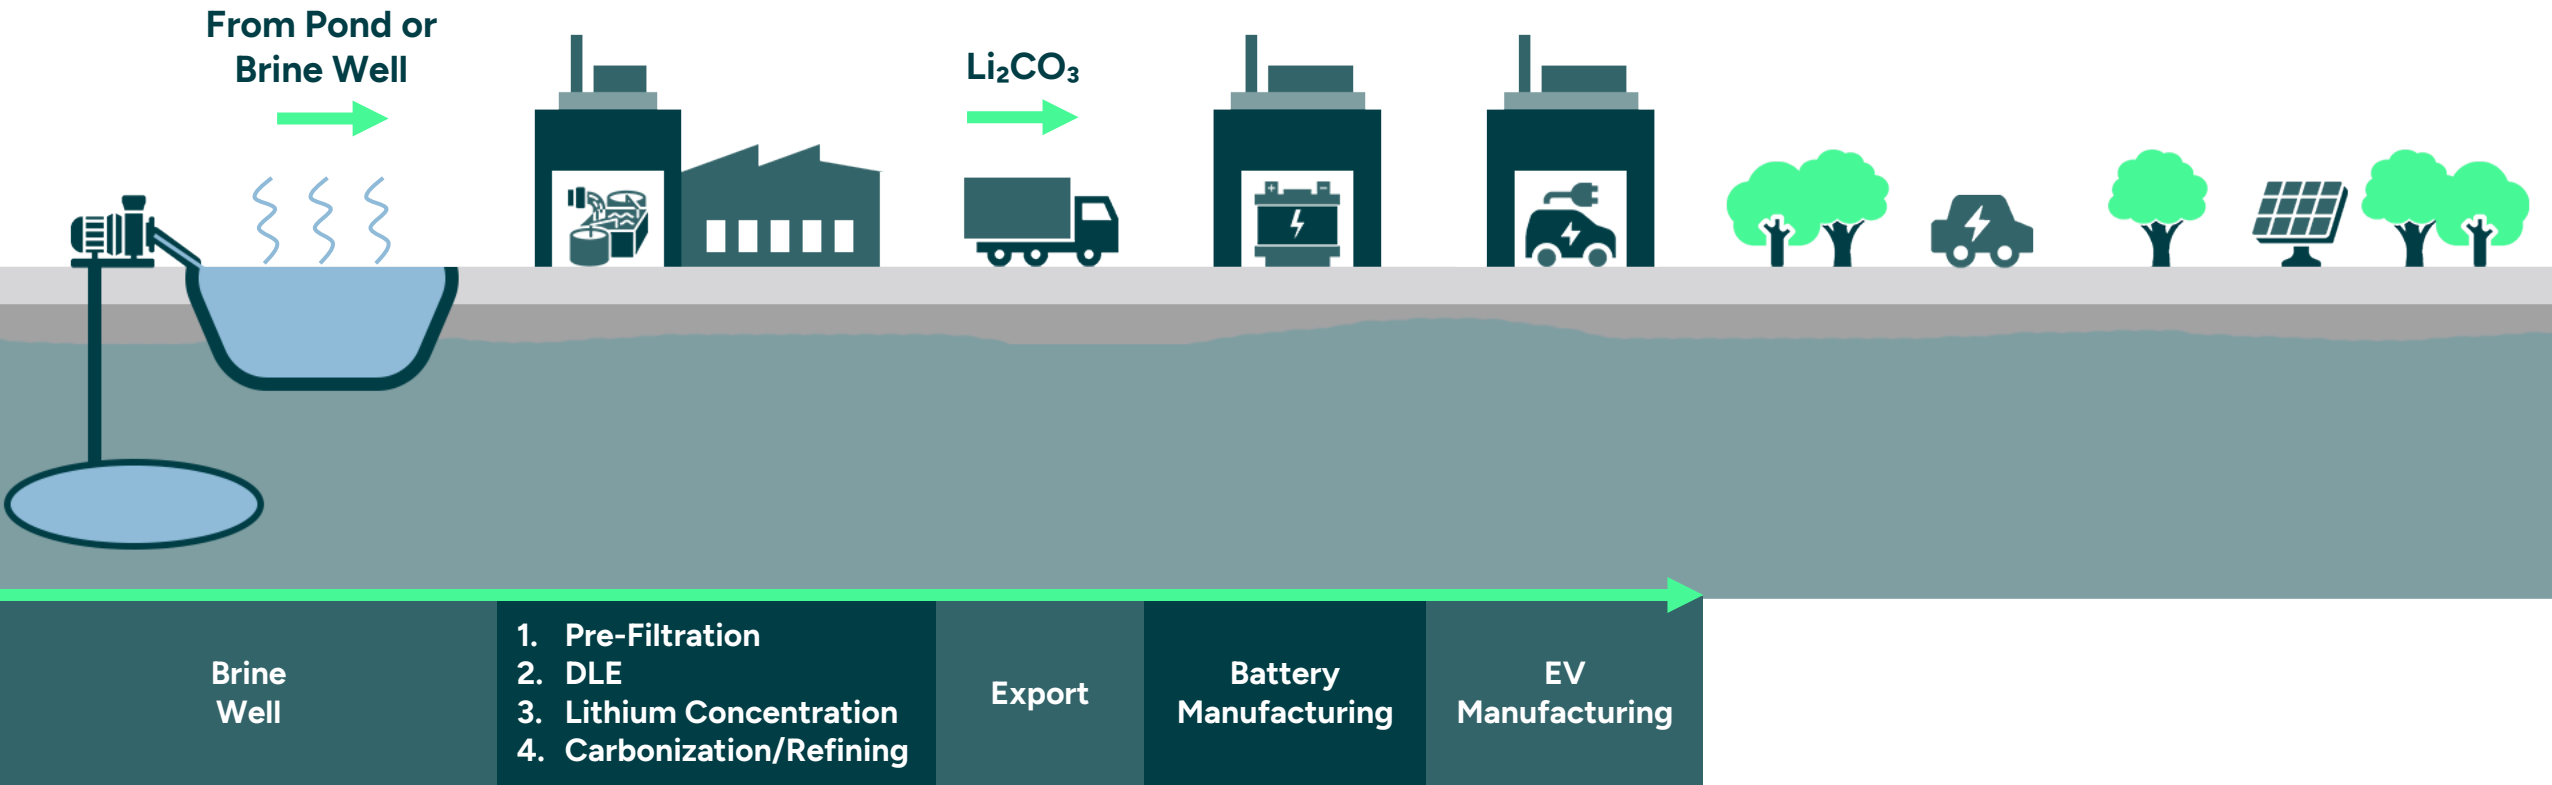 From Pond or
Brine Well
Li₂CO₃
Brine
Well
1. Pre-Filtration
2. DLE
3. Lithium Concentration
4. Carbonization/Refining
Export
Battery
Manufacturing
EV
Manufacturing